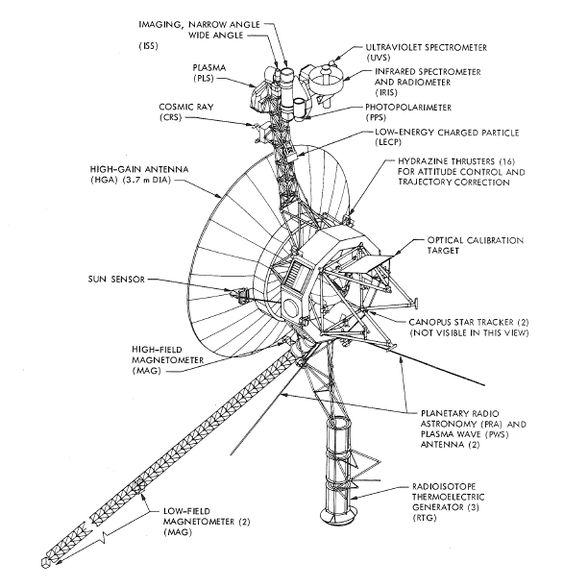 IMAGING, NARROW ANGLE
WIDE ANGLE
(ISS)
ULTRAVIOLET SPECTROMETER
(UVS)
PLASMA
(PLS)
INFRARED SPECTROMETER
AND RADIOMETER
(IRIS)
COSMIC RAY
(CRS)
PHOTOPOLARIMETER
(PPS)
LOW-ENERGY CHARGED PARTICLE
(LECP)
HIGH-GAIN ANTENNA
(HGA) (3.7 m DIA)
HYDRAZINE THRUSTERS (16)
FOR ATTITUDE CONTROL AND
TRAJECTORY CORRECTION
OPTICAL CALIBRATION
TARGET
SUN SENSOR
CANOPUS STAR TRACKER (2)
(NOT VISIBLE IN THIS VIEW)
HIGH-FIELD
MAGNETOMETER
(MAG)
PLANETARY RADIO
ASTRONOMY (PRA) AND
PLASMA WAVE (PWS)
ANTENNA (2)
RADIOISOTOPE
THERMOELECTRIC
GENERATOR (3)
(RTG)
LOW-FIELD
MAGNETOMETER (2)
(MAG)